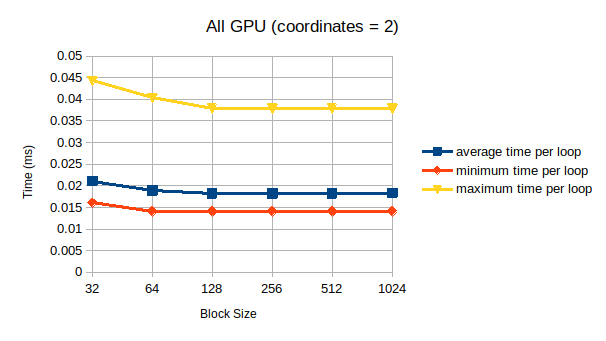 All GPU (coordinates = 2)
0.05
0.045
0.04
0.035
0.03
0.025
0.02
0.015
0.01
0.005
0
Time (ms)
32 64 128 256 512 1024
Block Size
average time per loop
minimum time per loop
maximum time per loop